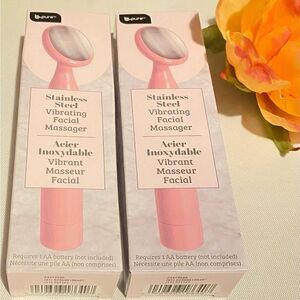 b.pure
Stainless
Steel
Vibrating
Facial
Massager
Acier
Inoxydable
Vibrant
Masseur
Facial
Requires 1 AA battery (not included)
Nécessite une pile AA (non comprises).
b.pure
Stainless
Steel
Vibrating
Facial
Massager
Acier
Inoxydable
Vibrant
Masseur
Facial
Requires 1 AA battery (not included)
Nécessite une pile AA (non comprises).